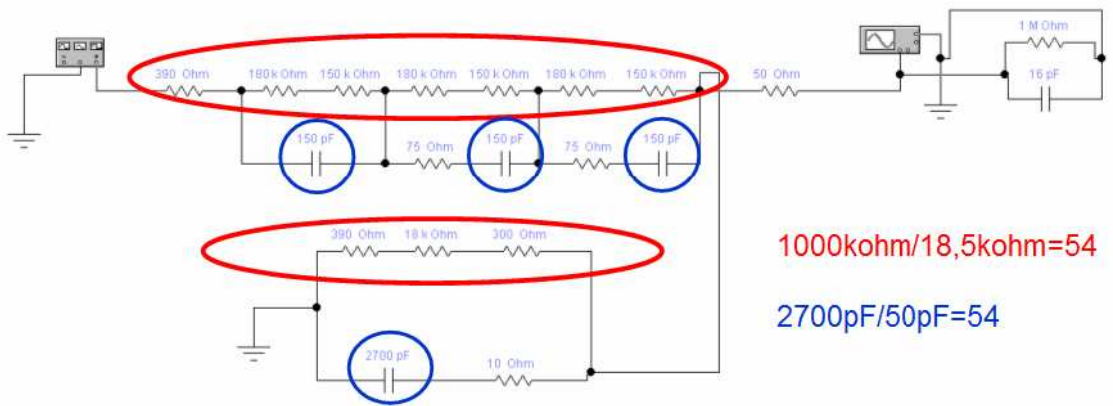 1 M Ohm
390 Ohm 180 k Ohm 150 k Ohm 180 k Ohm 150 k Ohm 180 k Ohm 150 k Ohm 50 Ohm 16 pF
150 pF 150 pF 150 pF
75 Ohm 75 Ohm
390 Ohm 18 k Ohm 300 Ohm
1000kohm/18,5kohm=54
2700pF/50pF=54
2700 pF 10 Ohm